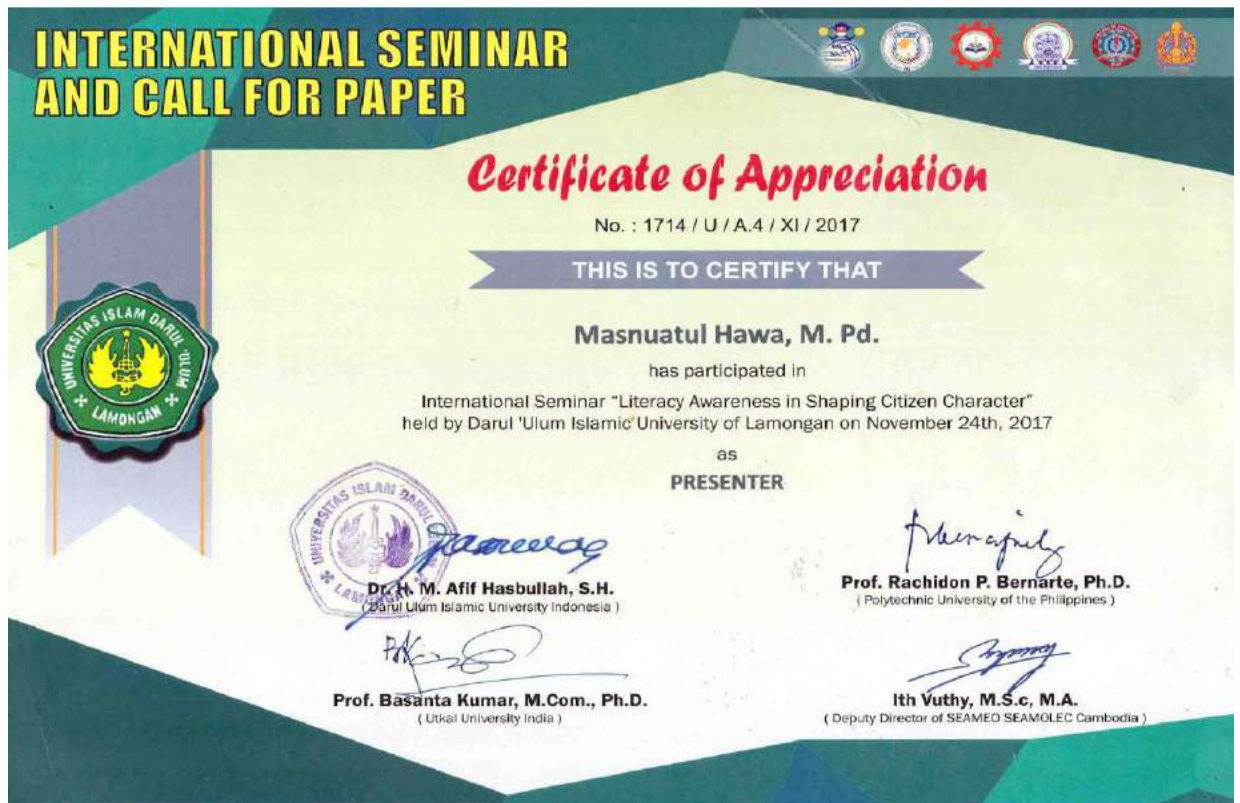 INTERNATIONAL SEMINAR
AND CALL FOR PAPER
Certificate of Appreciation
No. : 1714 / U / A.4 / XI / 2017
THIS IS TO CERTIFY THAT
Masnuatul Hawa, M. Pd.
has participated in
International Seminar "Literacy Awareness in Shaping Citizen Character"
held by Darul 'Ulum Islamic University of Lamongan on November 24th, 2017
as
PRESENTER
UNIVERSITAS ISLAM DARUL 'ULUM
LAMONGAN
UNIVERSITAS ISLAM DARUL
LAMONGAN
Dr. H. M. Afif Hasbullah, S.H.
( Darul Ulum Islamic University Indonesia )
Prof. Rachidon P. Bernarte, Ph.D.
( Polytechnic University of the Philippines )
Prof. Basanta Kumar, M.Com., Ph.D.
( Utkal University India )
Ith Vuthy, M.S.c, M.A.
( Deputy Director of SEAMEO SEAMOLEC Cambodia )